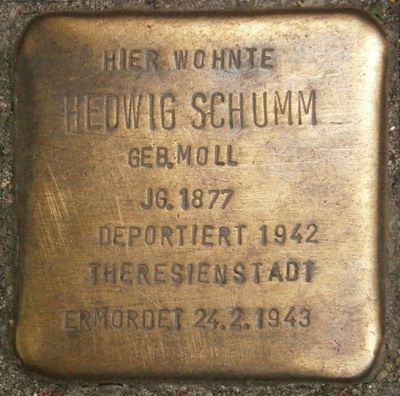 HIER WOHNTE
HEDWIG SCHUMM
GEB. MOLL
JG. 1877
DEPORTIERT 1942
THERESIENSTADT
ERMORDET 24.2.1943